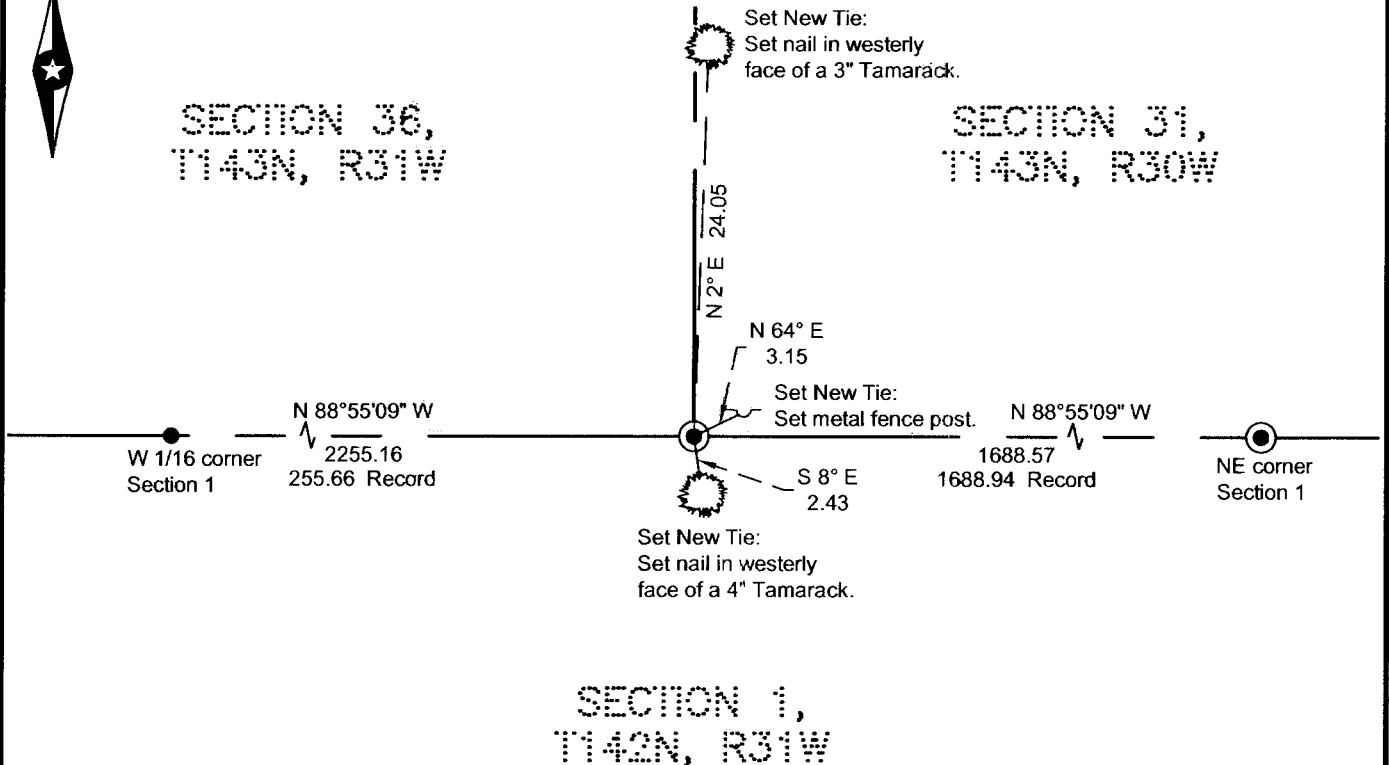 Set New Tie:
Set nail in westerly
face of a 3" Tamarack.
SECTION 36,
T143N, R31W
SECTION 31,
T143N, R30W
N 2° E 24.05
N 64° E
3.15
Set New Tie:
Set metal fence post.
N 88°55'09" W
2255.16
255.66 Record
W 1/16 corner
Section 1
N 88°55'09" W
1688.57
1688.94 Record
NE corner
Section 1
S 8° E
2.43
Set New Tie:
Set nail in westerly
face of a 4" Tamarack.
SECTION 1,
T142N, R31W